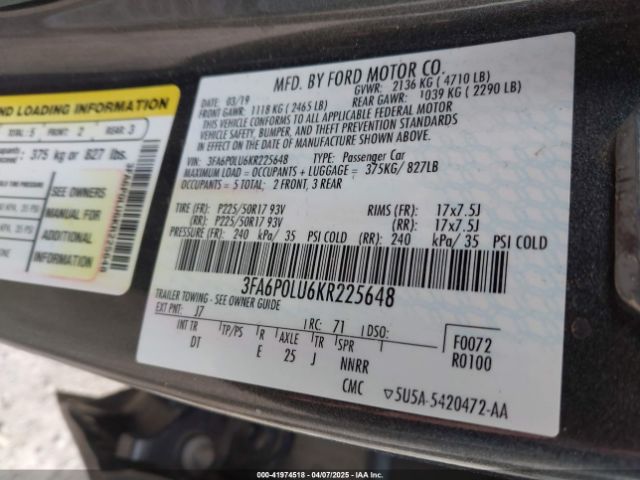 ND LOADING INFORMATION
TOTAL: 5 FRONT: 2 REAR: 3
375 kg or 827 lbs.
SEE OWNERS
MANUAL FOR
ADDITIONAL
INFORMATION
3FA6P0LU6KR225648
MFD. BY FORD MOTOR CO.
DATE: 03/19 GVWR: 2136 KG ( 4710 LB)
FRONT GAWR: 1118 KG ( 2465 LB) REAR GAWR: 1039 KG ( 2290 LB)
THIS VEHICLE CONFORMS TO ALL APPLICABLE FEDERAL MOTOR
VEHICLE SAFETY, BUMPER, AND THEFT PREVENTION STANDARDS
IN EFFECT ON THE DATE OF MANUFACTURE SHOWN ABOVE.
VIN: 3FA6P0LU6KR225648 TYPE: Passenger Car
MAXIMUM LOAD = OCCUPANTS + LUGGAGE = 375KG/ 827LB
OCCUPANTS = 5 TOTAL: 2 FRONT, 3 REAR
TIRE (FR): P225/50R17 93V RIMS (FR): 17x7.5J
(RR): P225/50R17 93V (RR): 17x7.5J
PRESSURE (FR): 240 kPa/ 35 PSI COLD (RR): 240 kPa/ 35 PSI COLD
3FA6P0LU6KR225648
TRAILER TOWING - SEE OWNER GUIDE
EXT PNT: J7 RC: 71 DSO:
INT TR TP/PS R AXLE TR SPR
DT E 25 J NNRR
CMC
F0072
R0100
▽5U5A-5420472-AA
© 41974518 - 04/07/2025 - IAA Inc.